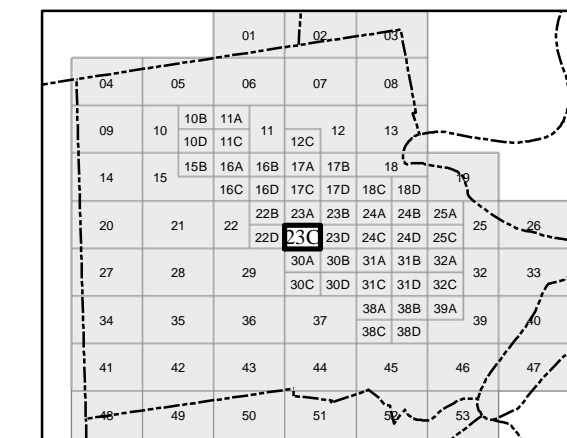 01 02 03
04 05 06 07 08
10B 11A
09 10 11 12 13
10D 11C 12C
15B 16A 16B 17A 17B 18
14 15 19
16C 16D 17C 17D 18C 18D
22B 23A 23B 24A 24B 25A
20 21 22 25 26
22D 23C 23D 24C 24D 25C
30A 30B 31A 31B 32A
27 28 29 32 33
30C 30D 31C 31D 32C
38A 38B 39A
34 35 36 37 39 40
38C 38D
41 42 43 44 45 46 47
48 49 50 51 52 53